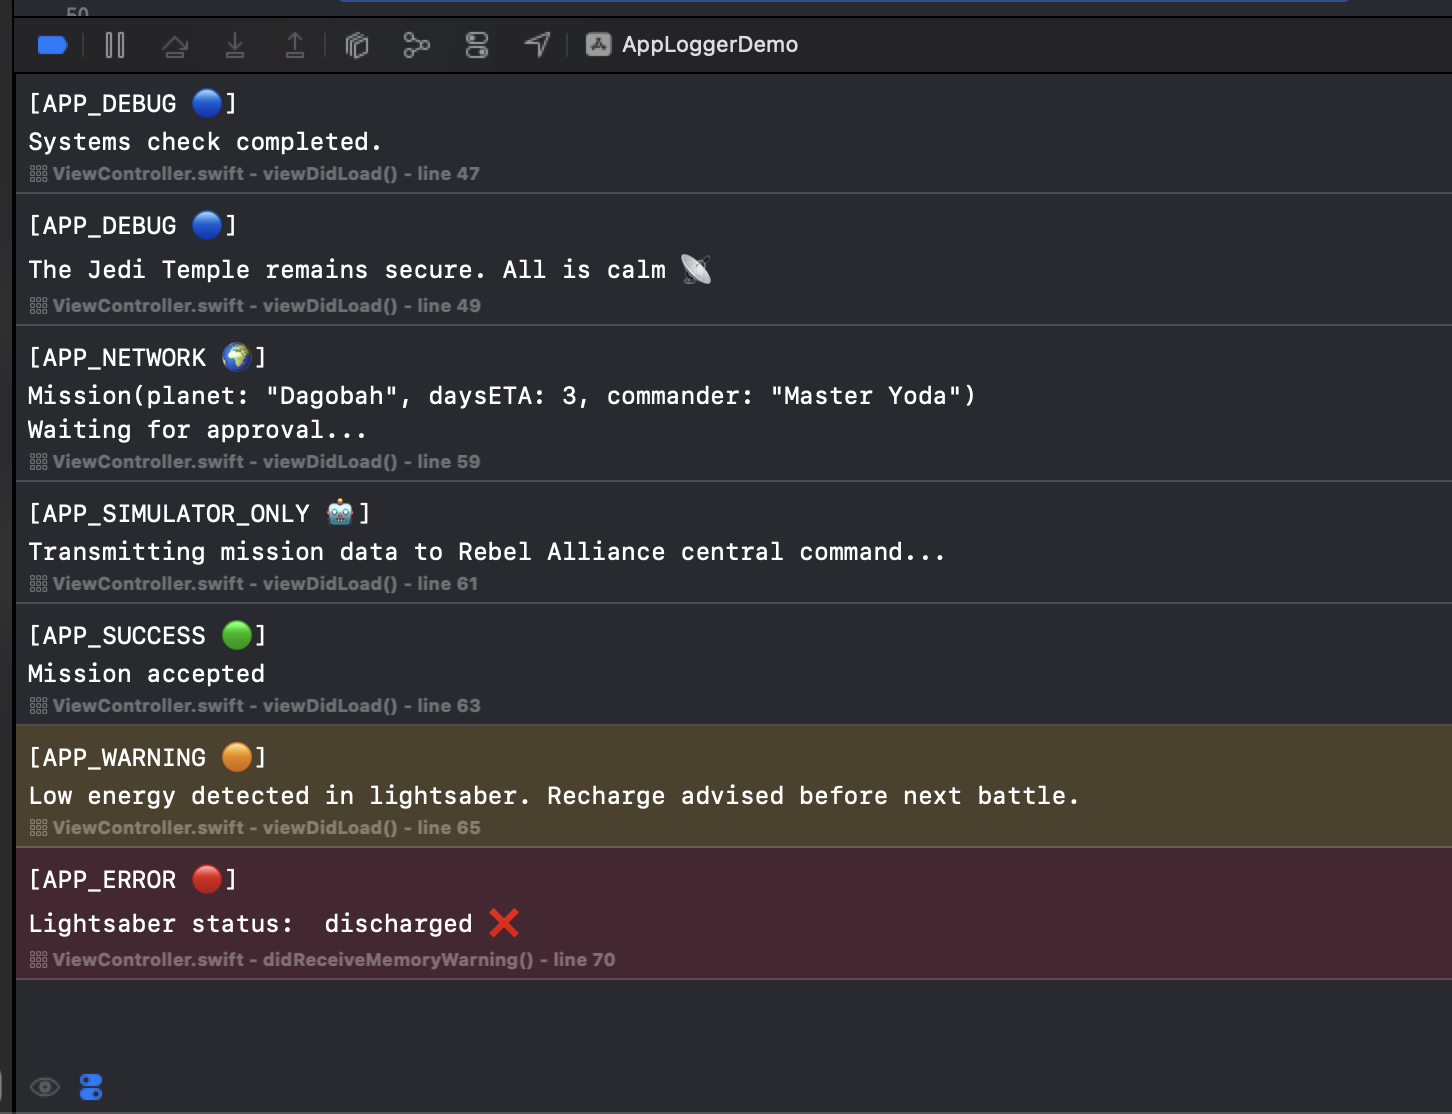 50
AppLoggerDemo
[APP_DEBUG 🔵]
Systems check completed.
ViewController.swift - viewDidLoad() - line 47
[APP_DEBUG 🔵]
The Jedi Temple remains secure. All is calm 📡
ViewController.swift - viewDidLoad() - line 49
[APP_NETWORK 🌍]
Mission(planet: "Dagobah", daysETA: 3, commander: "Master Yoda")
Waiting for approval...
ViewController.swift - viewDidLoad() - line 59
[APP_SIMULATOR_ONLY 🤖]
Transmitting mission data to Rebel Alliance central command...
ViewController.swift - viewDidLoad() - line 61
[APP_SUCCESS 🟢]
Mission accepted
ViewController.swift - viewDidLoad() - line 63
[APP_WARNING 🟠]
Low energy detected in lightsaber. Recharge advised before next battle.
ViewController.swift - viewDidLoad() - line 65
[APP_ERROR 🔴]
Lightsaber status:  discharged ❌
ViewController.swift - didReceiveMemoryWarning() - line 70